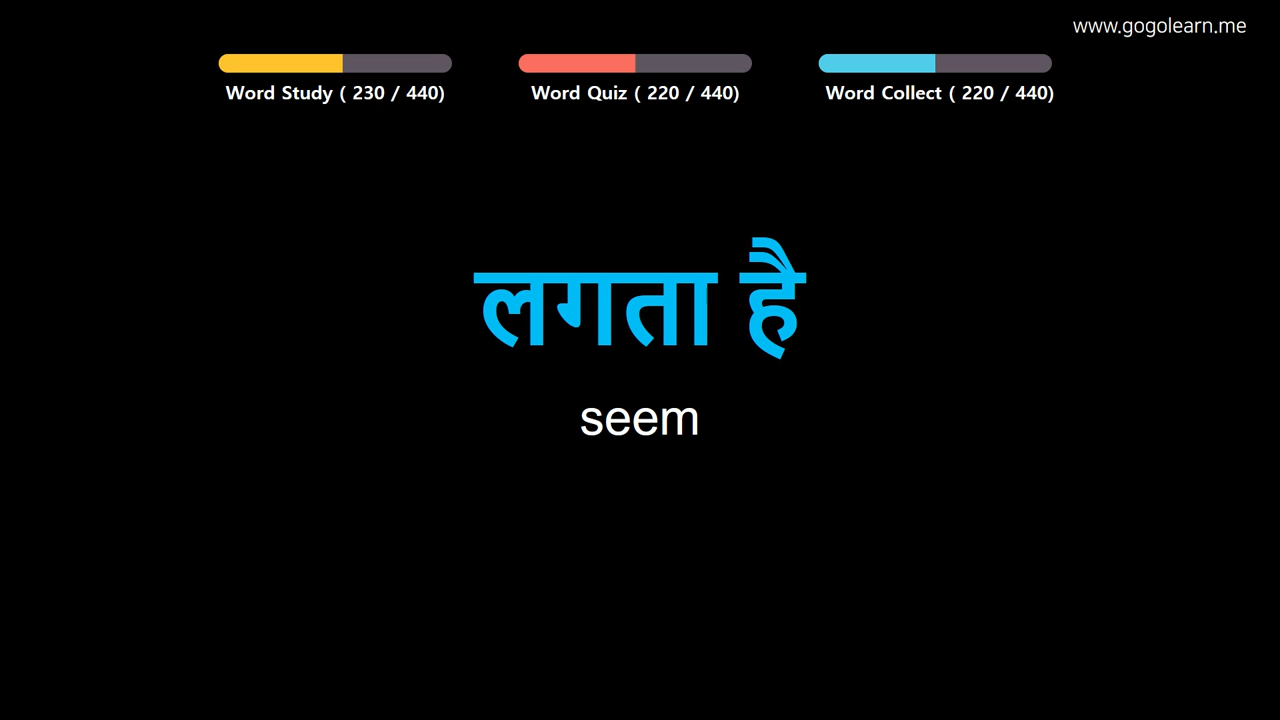 www.gogolearn.me
Word Study ( 230 / 440)
Word Quiz ( 220 / 440)
Word Collect ( 220 / 440)
लगता है
seem